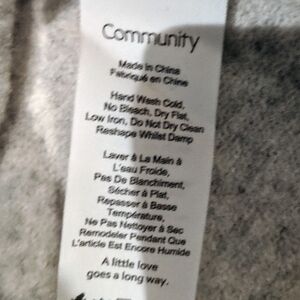 Community
Made in China
Fabriqué en Chine
Hand Wash Cold,
No Bleach, Dry Flat,
Low Iron, Do Not Dry Clean
Reshape Whilst Damp
Laver à La Main à
L'eau Froide,
Pas De Blanchiment,
Sécher à Plat,
Repasser à Basse
Température,
Ne Pas Nettoyer à Sec
Remodeler Pendant Que
L'article Est Encore Humide
A little love
goes a long way.